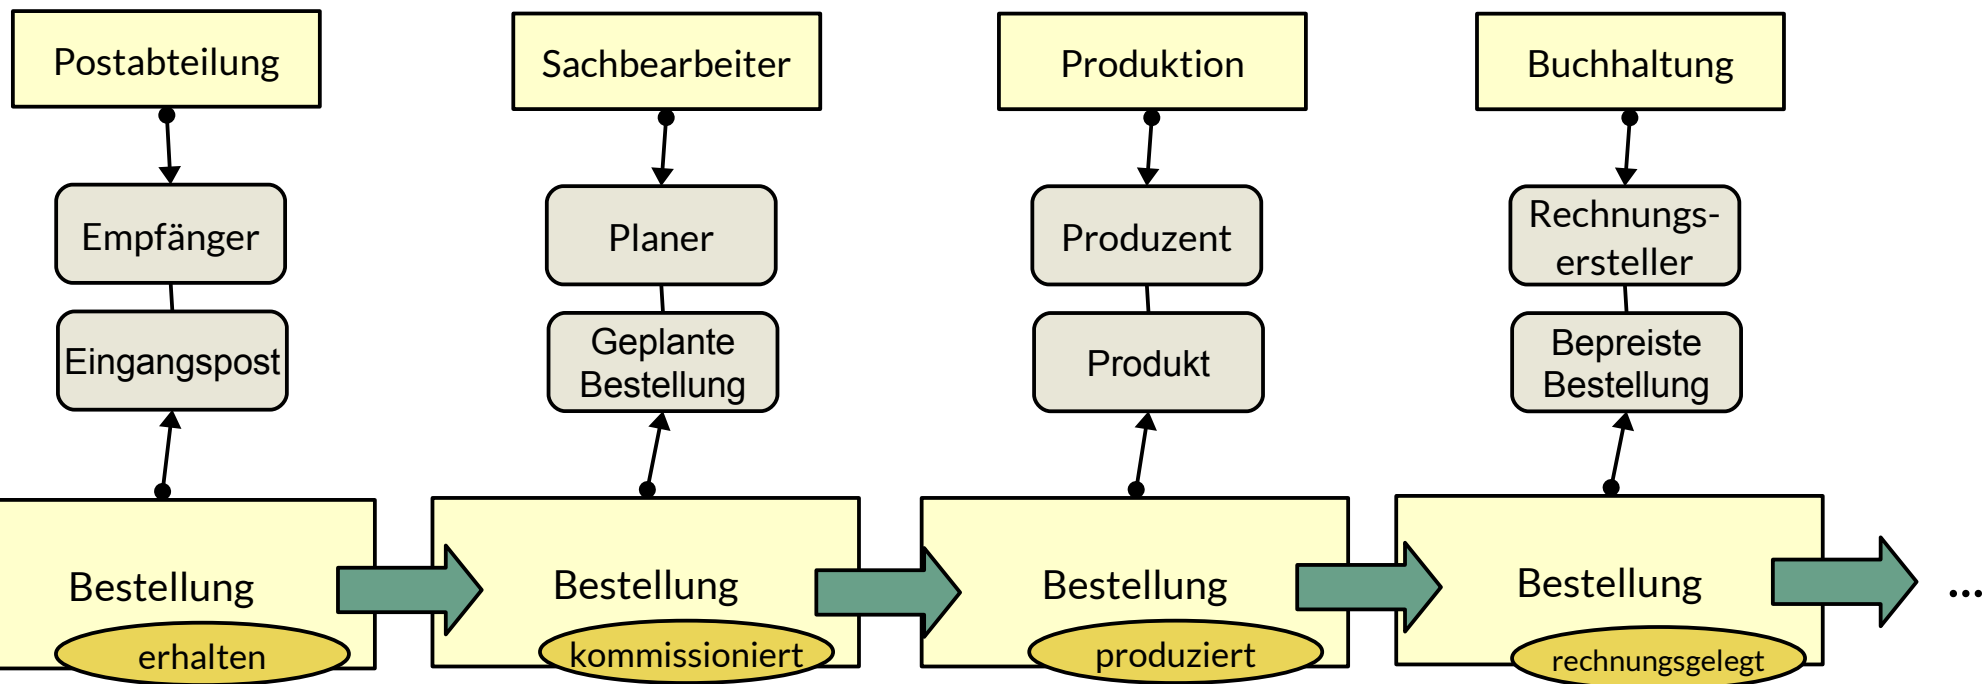 Postabteilung
Sachbearbeiter
Produktion
Buchhaltung
Empfänger
Planer
Produzent
Rechnungs-
ersteller
Eingangspost
Geplante
Bestellung
Produkt
Bepreiste
Bestellung
Bestellung
Bestellung
Bestellung
Bestellung
...
erhalten
kommissioniert
produziert
rechnungsgelegt